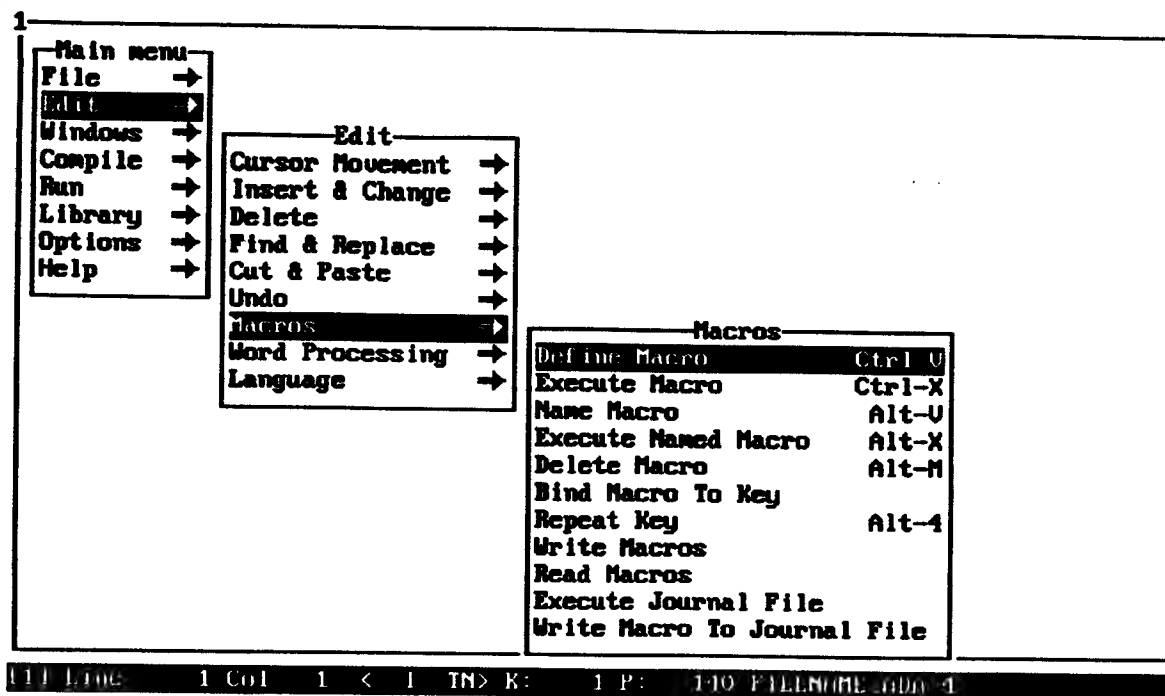 1
Main menu
File →
Edit →
Windows →
Compile →
Run →
Library →
Options →
Help →
Edit
Cursor Movement →
Insert & Change →
Delete →
Find & Replace →
Cut & Paste →
Undo →
Macros →
Word Processing →
Language →
Macros
Define Macro Ctrl V
Execute Macro Ctrl-X
Name Macro Alt-V
Execute Named Macro Alt-X
Delete Macro Alt-M
Bind Macro To Key
Repeat Key Alt-4
Write Macros
Read Macros
Execute Journal File
Write Macro To Journal File
Line 1 Col 1 < K: 1 P: FILENAME.ADA